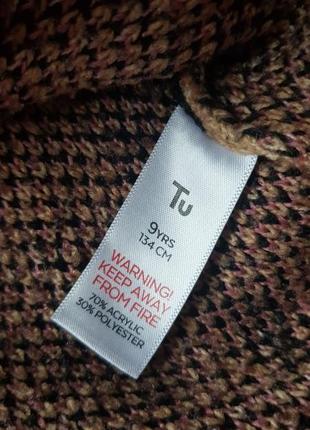 Tu
9YRS
134 CM
WARNING!
KEEP AWAY
FROM FIRE
70% ACRYLIC
30% POLYESTER